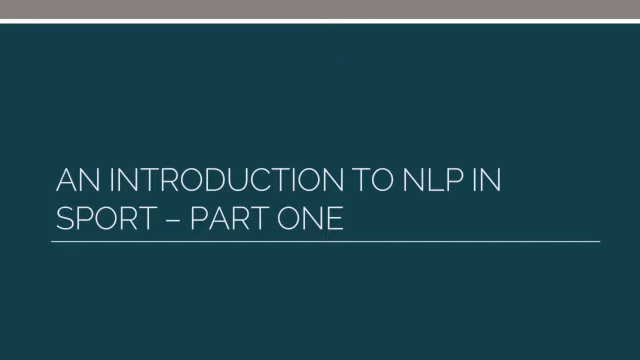 AN INTRODUCTION TO NLP IN
SPORT – PART ONE